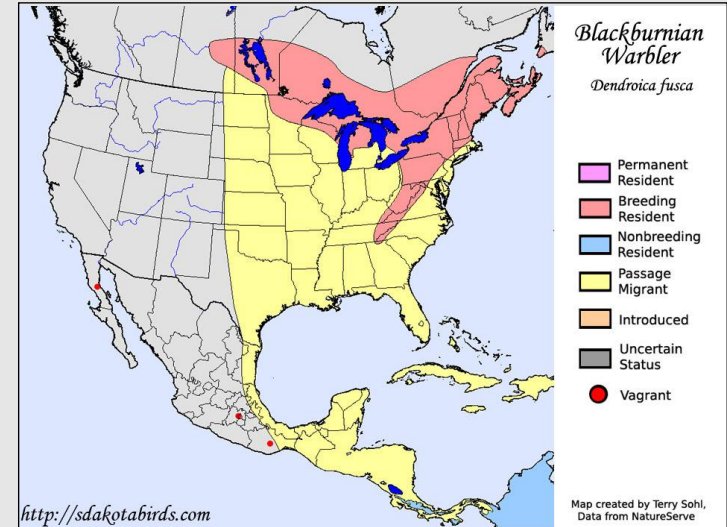 Blackburnian
Warbler
Dendroica fusca
Permanent
Resident
Breeding
Resident
Nonbreeding
Resident
Passage
Migrant
Introduced
Uncertain
Status
Vagrant
http://sdakotabirds.com
Map created by Terry Sohl,
Data from NatureServe